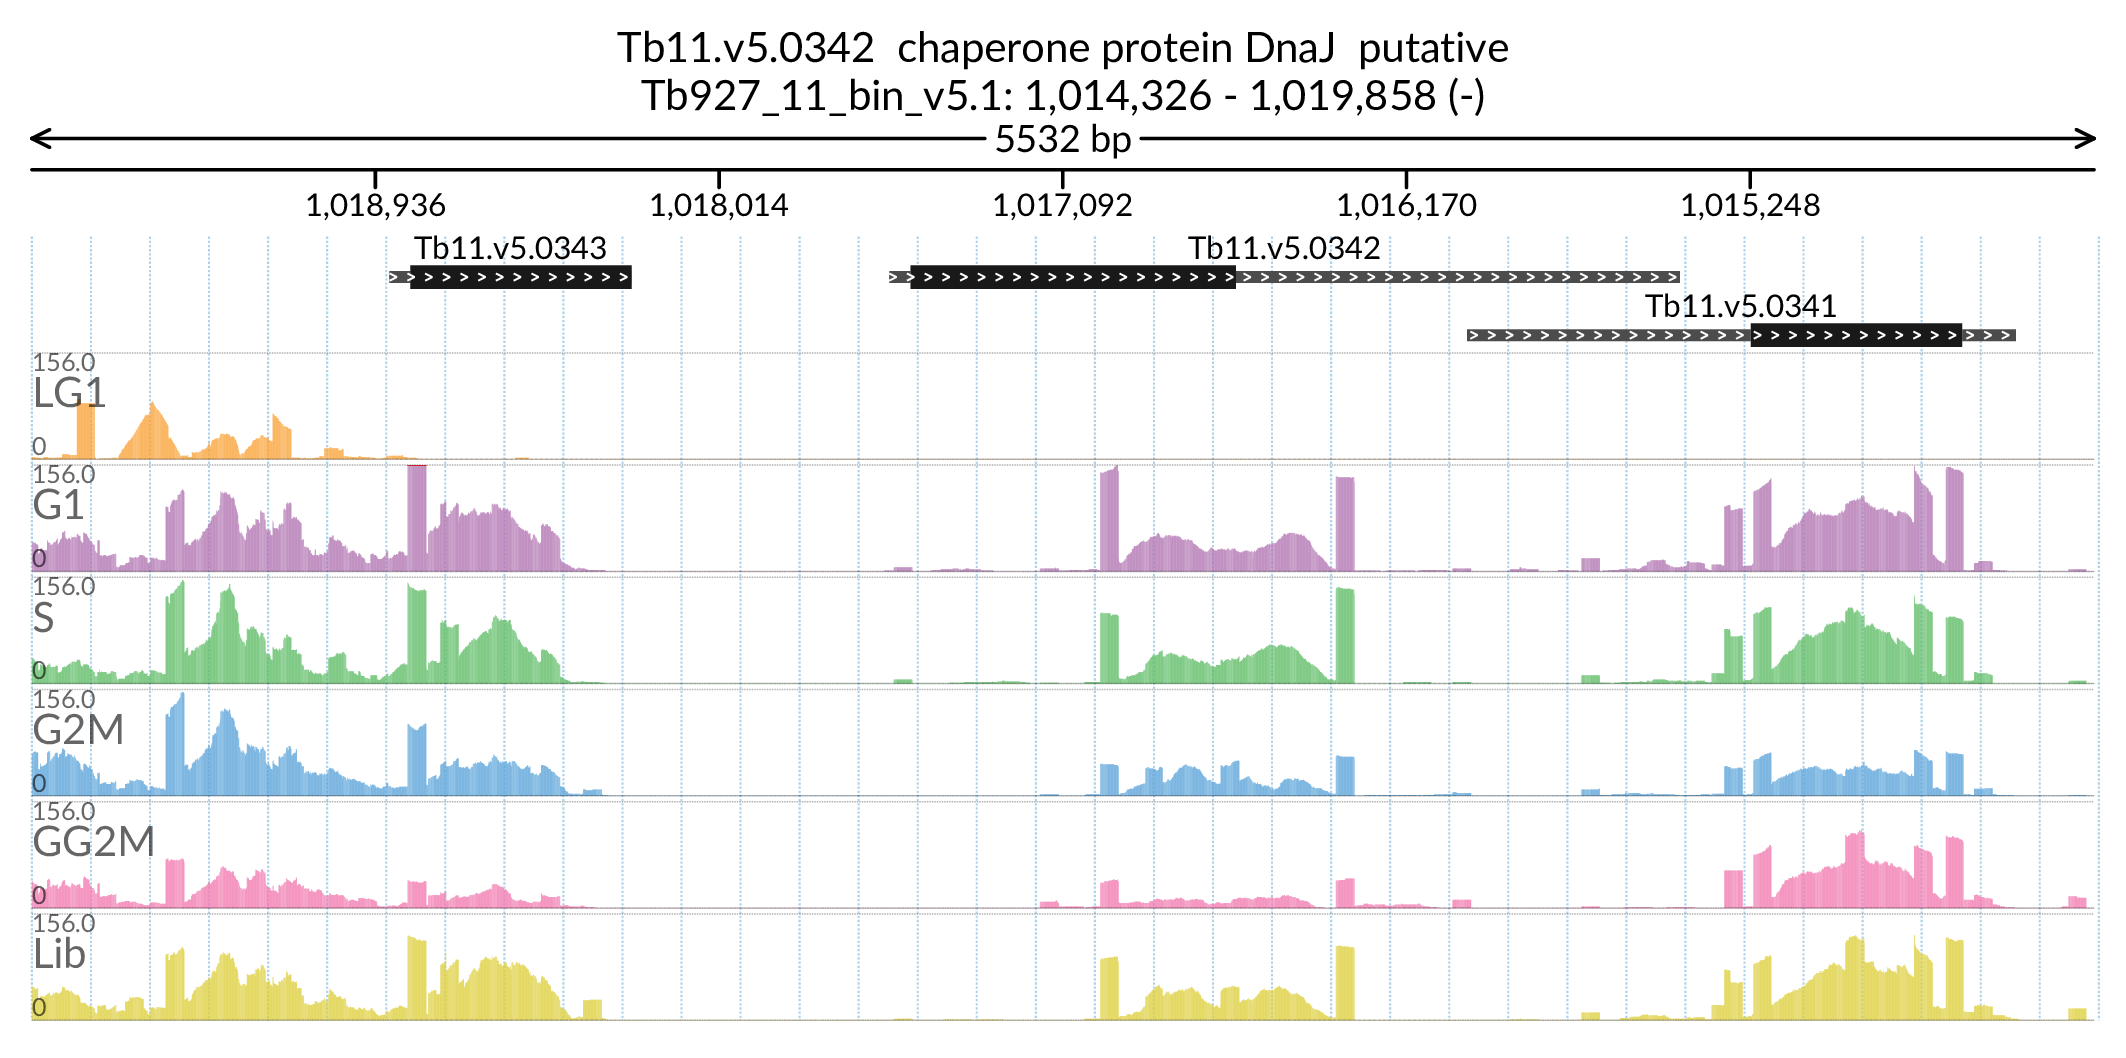 Tb11.v5.0342  chaperone protein DnaJ  putative
Tb927_11_bin_v5.1: 1,014,326 - 1,019,858 (-)
5532 bp
1,018,936 1,018,014 1,017,092 1,016,170 1,015,248
Tb11.v5.0343 Tb11.v5.0342
Tb11.v5.0341
156.0
LG1
0
156.0
G1
0
156.0
S
0
156.0
G2M
0
156.0
GG2M
0
156.0
Lib
0